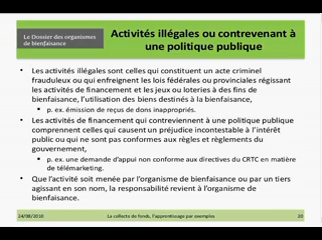 Le Dossier des organismes
de bienfaisance
Activités illégales ou contrevenant à
une politique publique
• Les activités illégales sont celles qui constituent un acte criminel
frauduleux ou qui enfreignent les lois fédérales ou provinciales régissant
les activités de financement et les jeux ou loteries à des fins de
bienfaisance, l'utilisation des biens destinés à la bienfaisance,
• p. ex. émission de reçus de dons inappropriés.
• Les activités de financement qui contreviennent à une politique publique
comprennent celles qui causent un préjudice incontestable à l'intérêt
public ou qui ne sont pas conformes aux règles et règlements du
gouvernement,
• p. ex. une demande d'appui non conforme aux directives du CRTC en matière
de télémarketing.
• Que l'activité soit menée par l'organisme de bienfaisance ou par un tiers
agissant en son nom, la responsabilité revient à l'organisme de
bienfaisance.
24/08/2010
La collecte de fonds, l'apprentissage par exemples
20